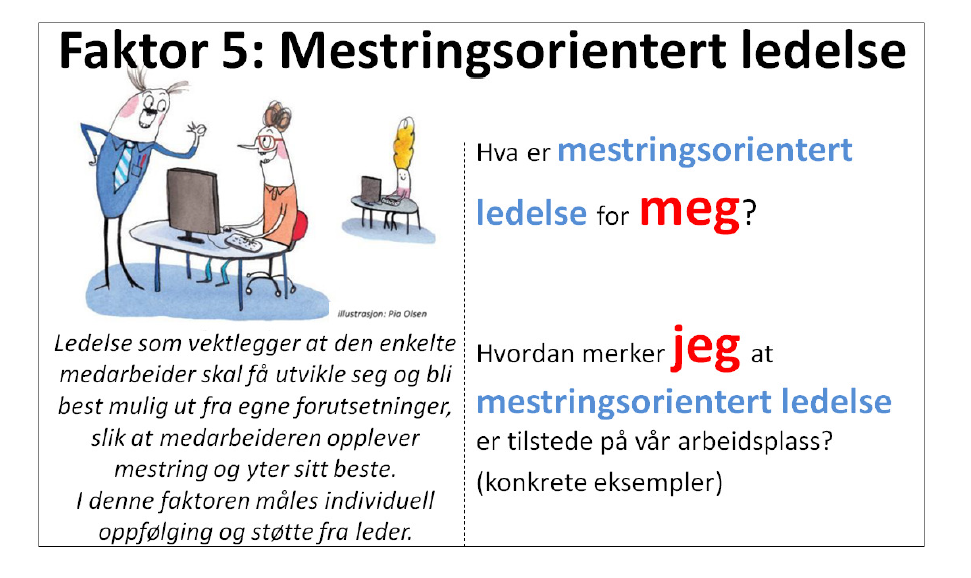 Faktor 5: Mestringsorientert ledelse
illustrasjon: Pia Olsen
Ledelse som vektlegger at den enkelte
medarbeider skal få utvikle seg og bli
best mulig ut fra egne forutsetninger,
slik at medarbeideren opplever
mestring og yter sitt beste.
I denne faktoren måles individuell
oppfølging og støtte fra leder.
Hva er mestringsorientert
ledelse for meg?
Hvordan merker jeg at
mestringsorientert ledelse
er tilstede på vår arbeidsplass?
(konkrete eksempler)